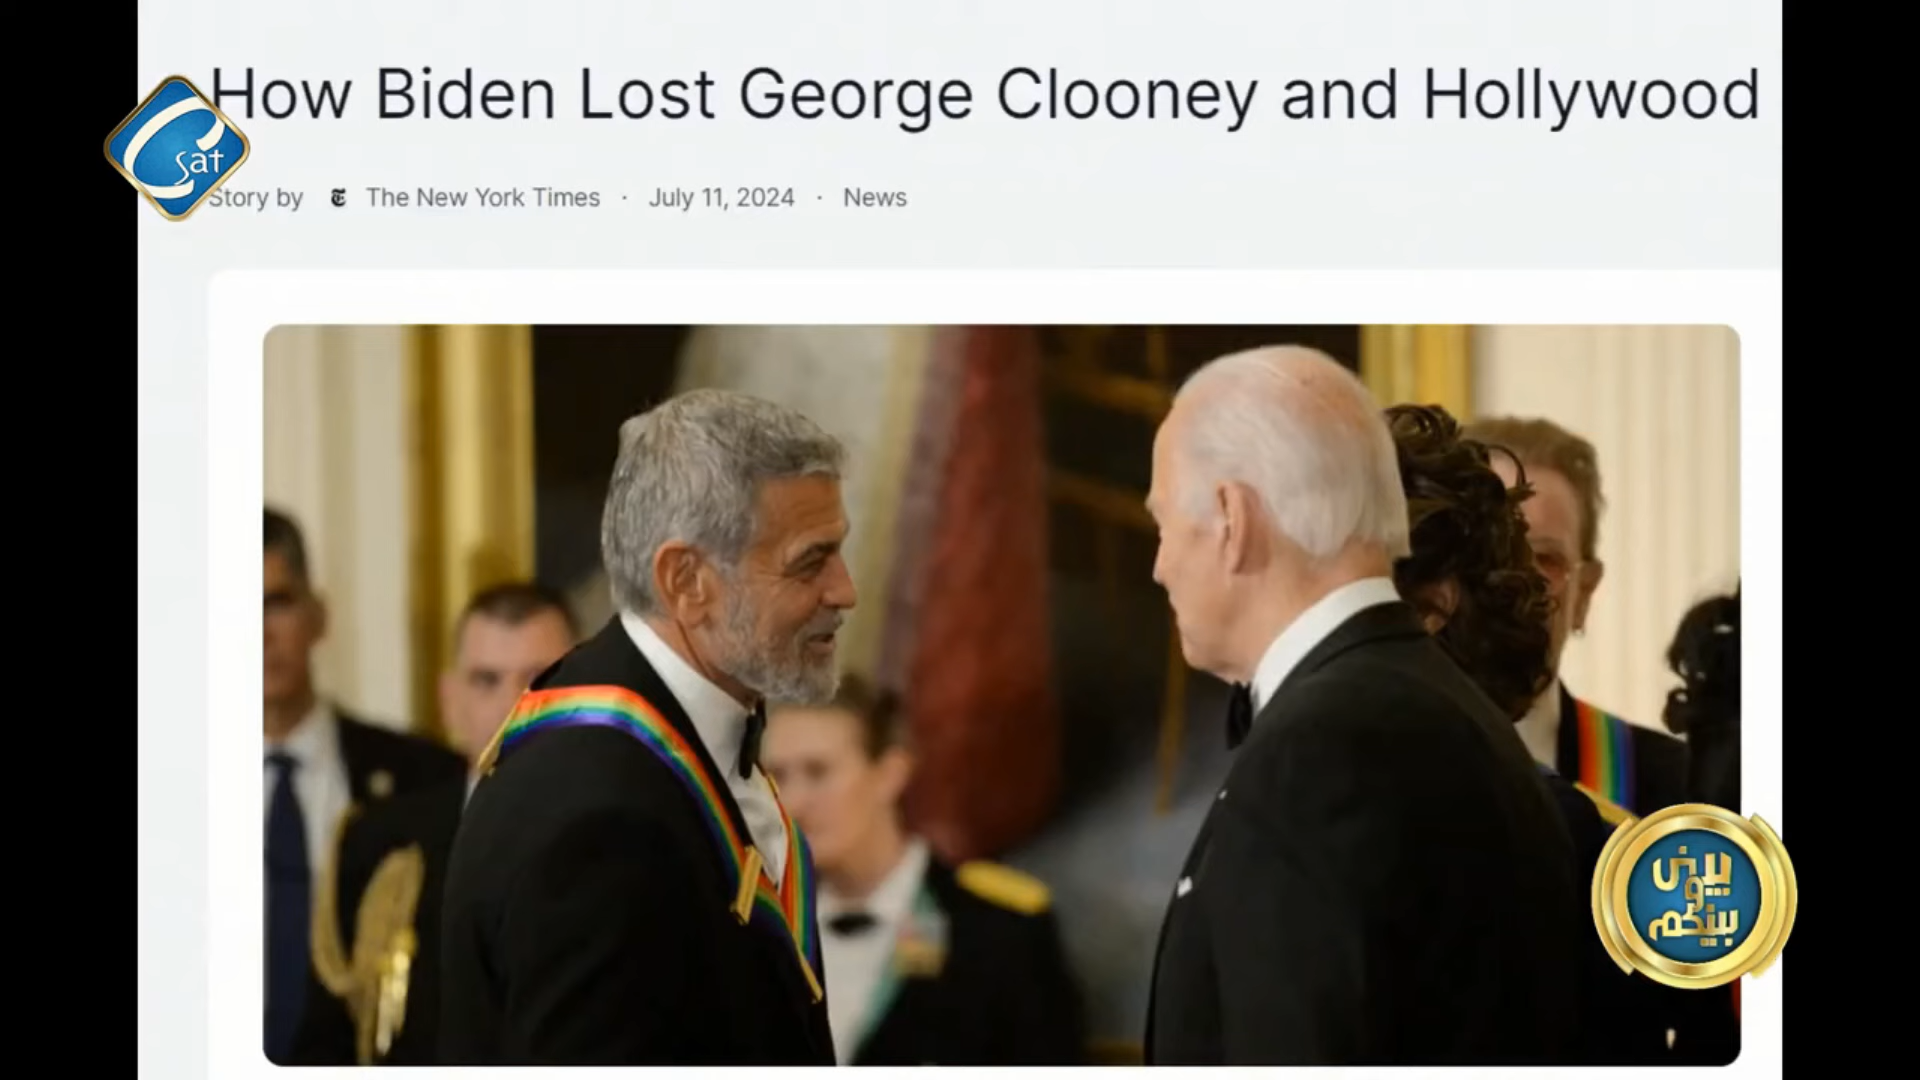 How Biden Lost George Clooney and Hollywood
C
sat
Story by The New York Times · July 11, 2024 · News
بيني
و
بينكم